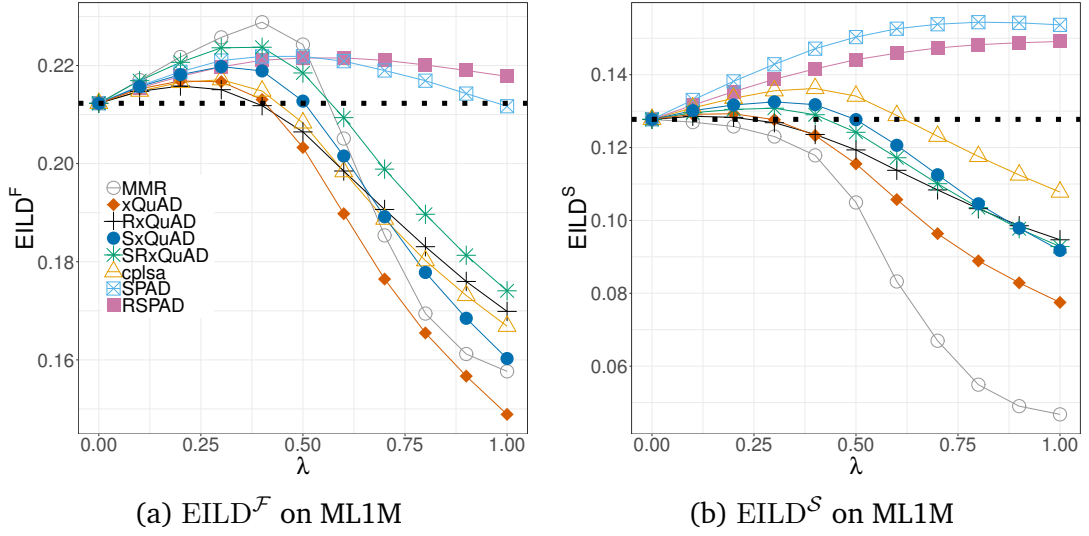 EILD^F
0.22
0.20
0.18
0.16
MMR
xQuAD
RxQuAD
SxQuAD
SRxQuAD
cplsa
SPAD
RSPAD
0.00 0.25 0.50 0.75 1.00
λ
(a) EILD^ℱ on ML1M
EILD^S
0.14
0.12
0.10
0.08
0.06
0.00 0.25 0.50 0.75 1.00
λ
(b) EILD^𝒮 on ML1M